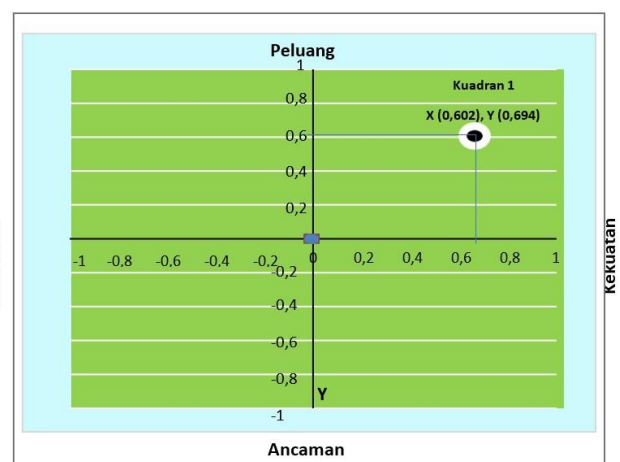 Peluang
1
Kuadran 1
0,8
X (0,602), Y (0,694)
0,6
0,4
0,2
Kekuatan
-1 -0,8 -0,6 -0,4 -0,2 0 0,2 0,4 0,6 0,8 1
-0,2
-0,4
-0,6
-0,8
Y
-1
Ancaman